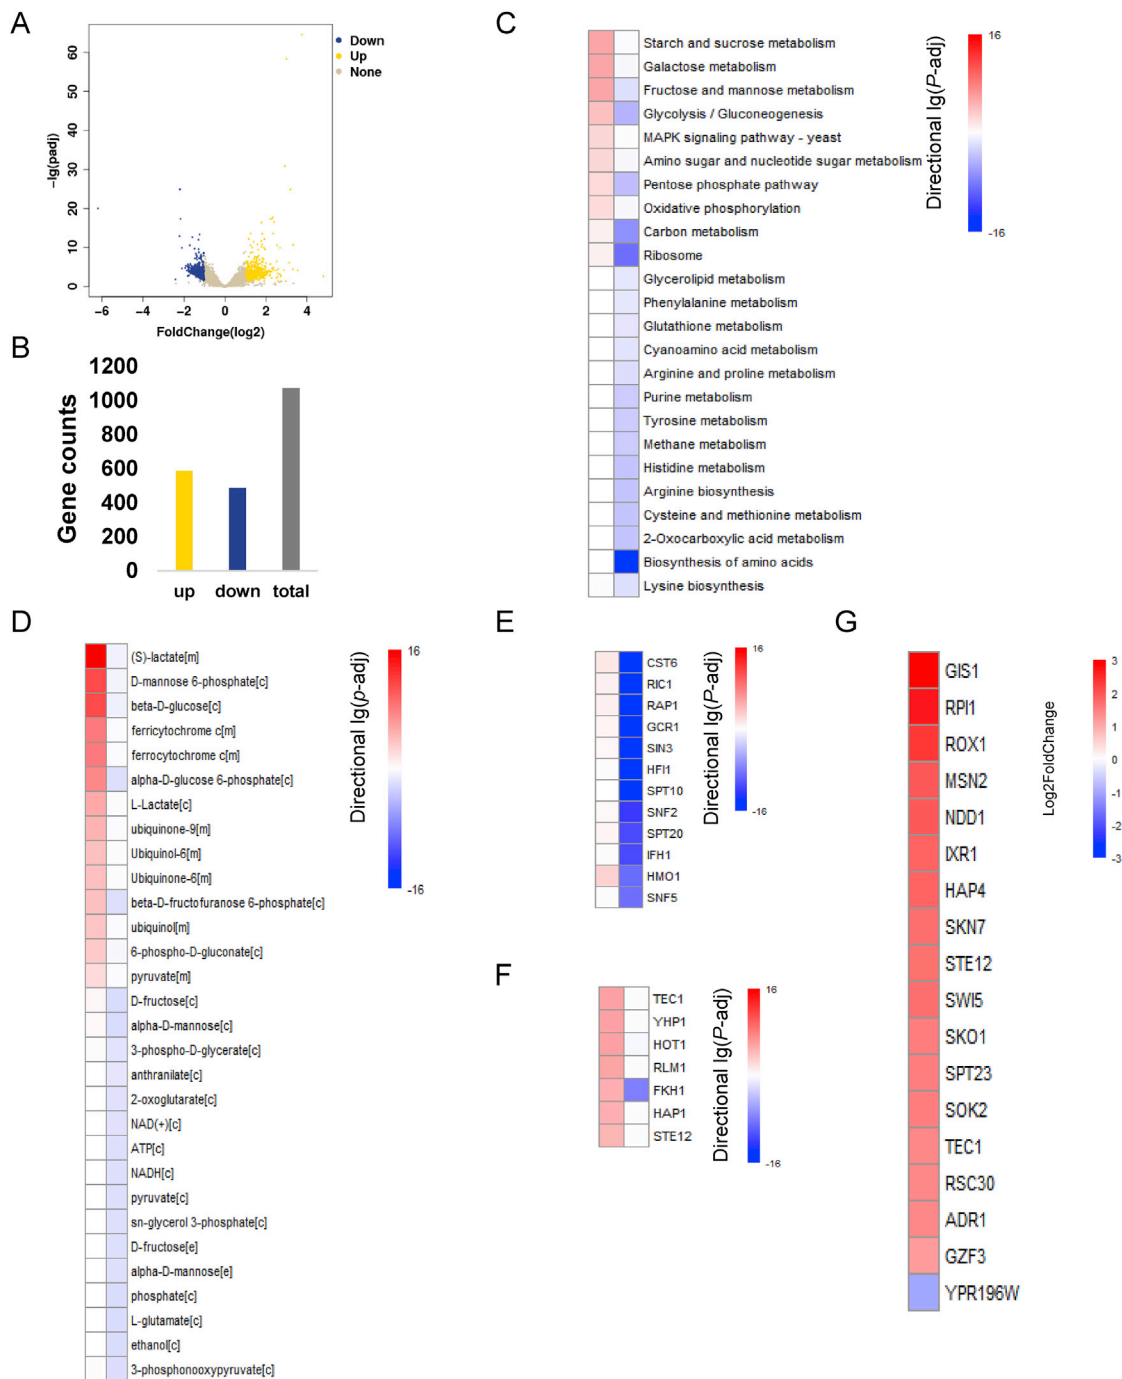 A
−lg(padj)
60
50
40
30
20
10
0
−6
−4
−2
0
2
4
FoldChange(log2)
Down
Up
None
B
Gene counts
1200
1000
800
600
400
200
0
up
down
total
C
Starch and sucrose metabolism
Galactose metabolism
Fructose and mannose metabolism
Glycolysis / Gluconeogenesis
MAPK signaling pathway - yeast
Amino sugar and nucleotide sugar metabolism
Pentose phosphate pathway
Oxidative phosphorylation
Carbon metabolism
Ribosome
Glycerolipid metabolism
Phenylalanine metabolism
Glutathione metabolism
Cyanoamino acid metabolism
Arginine and proline metabolism
Purine metabolism
Tyrosine metabolism
Methane metabolism
Histidine metabolism
Arginine biosynthesis
Cysteine and methionine metabolism
2-Oxocarboxylic acid metabolism
Biosynthesis of amino acids
Lysine biosynthesis
Directional lg(P-adj)
16
-16
D
(S)-lactate[m]
D-mannose 6-phosphate[c]
beta-D-glucose[c]
ferricytochrome c[m]
ferrocytochrome c[m]
alpha-D-glucose 6-phosphate[c]
L-Lactate[c]
ubiquinone-9[m]
Ubiquinol-6[m]
Ubiquinone-6[m]
beta-D-fructofuranose 6-phosphate[c]
ubiquinol[m]
6-phospho-D-gluconate[c]
pyruvate[m]
D-fructose[c]
alpha-D-mannose[c]
3-phospho-D-glycerate[c]
anthranilate[c]
2-oxoglutarate[c]
NAD(+)[c]
ATP[c]
NADH[c]
pyruvate[c]
sn-glycerol 3-phosphate[c]
D-fructose[e]
alpha-D-mannose[e]
phosphate[c]
L-glutamate[c]
ethanol[c]
3-phosphonooxypyruvate[c]
Directional lg(p-adj)
16
-16
E
CST6
RIC1
RAP1
GCR1
SIN3
HFI1
SPT10
SNF2
SPT20
IFH1
HMO1
SNF5
Directional lg(P-adj)
16
-16
F
TEC1
YHP1
HOT1
RLM1
FKH1
HAP1
STE12
Directional lg(P-adj)
16
-16
G
GIS1
RPI1
ROX1
MSN2
NDD1
IXR1
HAP4
SKN7
STE12
SWI5
SKO1
SPT23
SOK2
TEC1
RSC30
ADR1
GZF3
YPR196W
Log2FoldChange
3
2
1
0
-1
-2
-3